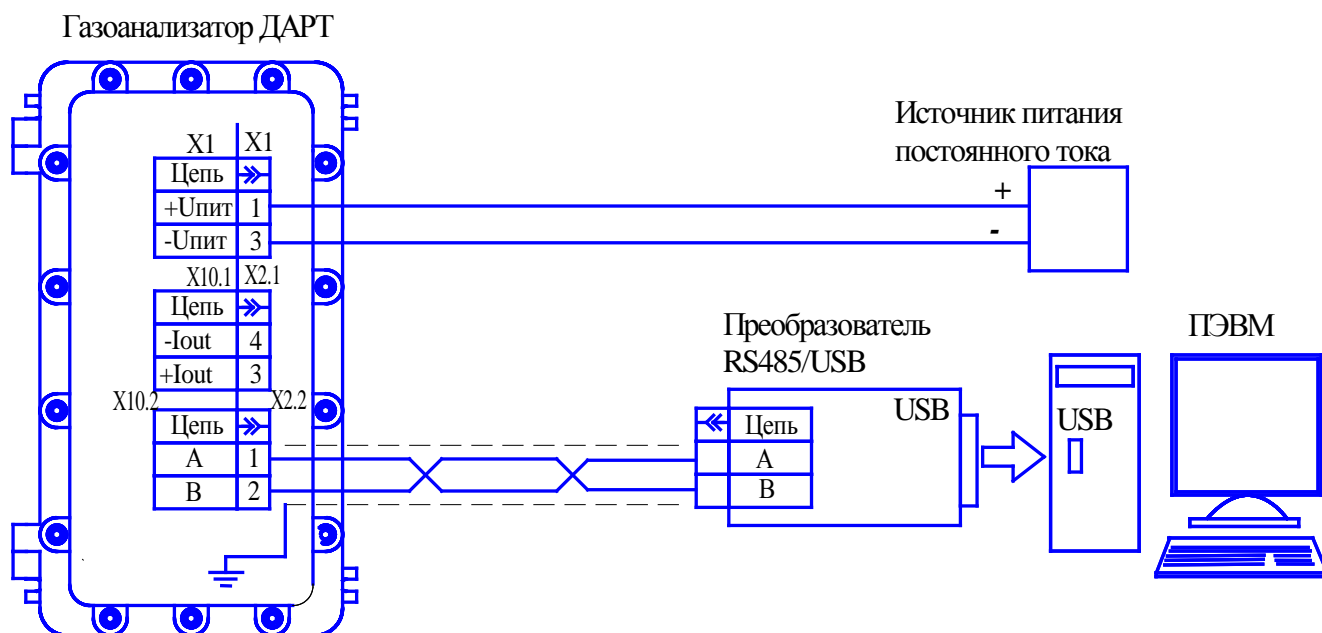 Газоанализатор ДАРТ
X1 X1
Цепь
+Uпит 1
-Uпит 3
X10.1 X2.1
Цепь
-Iout 4
+Iout 3
X10.2 X2.2
Цепь
A 1
B 2
Источник питания
постоянного тока
+
-
Преобразователь
RS485/USB
USB
Цепь
A
B
ПЭВМ
USB